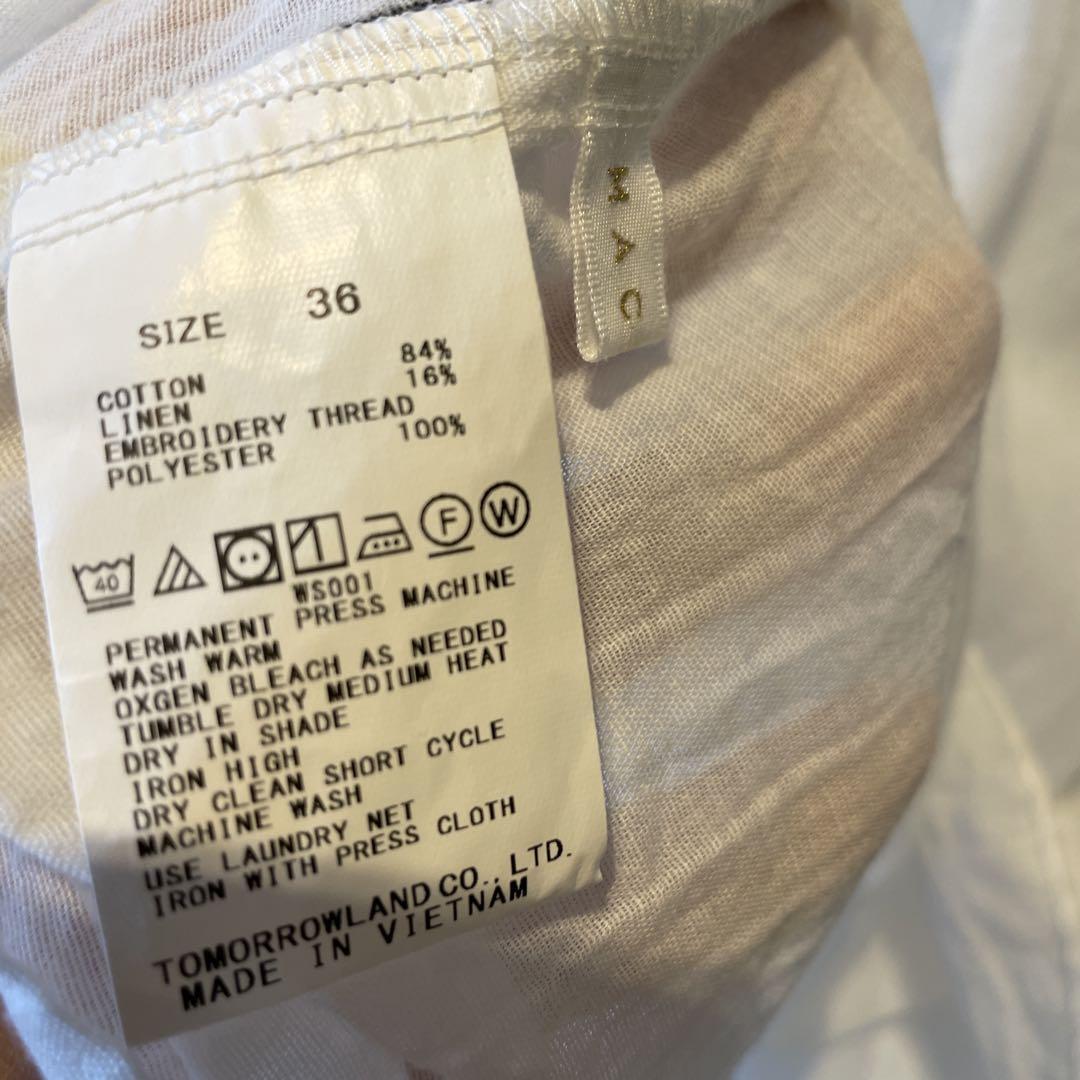 SIZE 36
COTTON 84%
LINEN 16%
EMBROIDERY THREAD
POLYESTER 100%
40 F W
WS001
PERMANENT PRESS MACHINE
WASH WARM
OXGEN BLEACH AS NEEDED
TUMBLE DRY MEDIUM HEAT
DRY IN SHADE
IRON HIGH
DRY CLEAN SHORT CYCLE
MACHINE WASH
USE LAUNDRY NET
IRON WITH PRESS CLOTH
TOMORROWLAND CO., LTD.
MADE IN VIETNAM
MAC